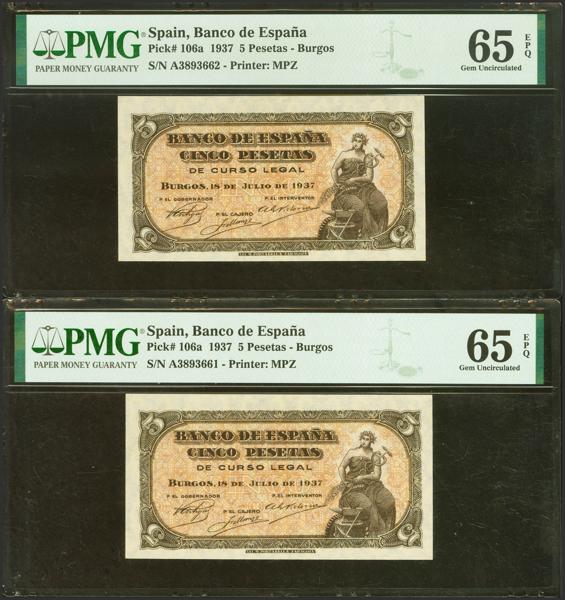 PMG®
PAPER MONEY GUARANTY
Spain, Banco de España
Pick# 106a 1937 5 Pesetas - Burgos
S/N A3893662 - Printer: MPZ
65 EPQ
Gem Uncirculated
5 5
BANCO DE ESPAÑA
CINCO PESETAS
DE CURSO LEGAL
BURGOS, 18 DE JULIO DE 1937
P. EL GOBERNADOR P. EL INTERVENTOR
P. EL CAJERO
5 5
PMG®
PAPER MONEY GUARANTY
Spain, Banco de España
Pick# 106a 1937 5 Pesetas - Burgos
S/N A3893661 - Printer: MPZ
65 EPQ
Gem Uncirculated
5 5
BANCO DE ESPAÑA
CINCO PESETAS
DE CURSO LEGAL
BURGOS, 18 DE JULIO DE 1937
P. EL GOBERNADOR P. EL INTERVENTOR
P. EL CAJERO
5 5